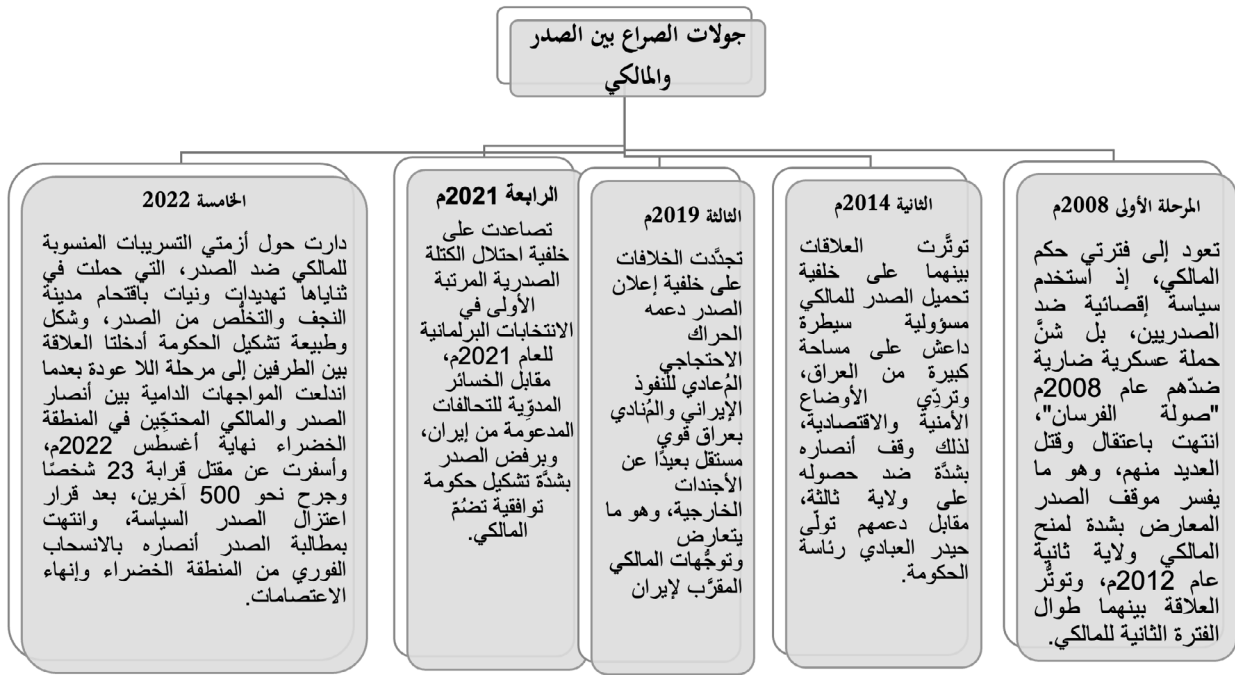 جولات الصراع بين الصدر
والمالكي
المرحلة الأولى 2008م
تعود إلى فترتي حكم
المالكي، إذ استخدم
سياسة إقصائية ضد
الصدريين، بل شنَّ
حملة عسكرية ضارية
ضدّهم عام 2008م
"صولة الفرسان"،
انتهت باعتقال وقتل
العديد منهم، وهو ما
يفسر موقف الصدر
المعارض بشدة لمنح
المالكي ولاية ثانية
عام 2012م، وتوتُّر
العلاقة بينهما طوال
الفترة الثانية للمالكي.
الثانية 2014م
توتَّرت العلاقات
بينهما على خلفية
تحميل الصدر للمالكي
مسؤولية سيطرة
داعش على مساحة
كبيرة من العراق،
وتردِّي الأوضاع
الأمنية والاقتصادية،
لذلك وقف أنصاره
بشدَّة ضد حصوله
على ولاية ثالثة،
مقابل دعمهم تولّي
حيدر العبادي رئاسة
الحكومة.
الثالثة 2019م
تجدَّدت الخلافات
على خلفية إعلان
الصدر دعمه
الحراك
الاحتجاجي
المُعادي للنفوذ
الإيراني والمُنادي
بعراق قوي
مستقل بعيدًا عن
الأجندات
الخارجية، وهو ما
يتعارض
وتوجُّهات المالكي
المقرَّب لإيران
الرابعة 2021م
تصاعدت على
خلفية احتلال الكتلة
الصدرية المرتبة
الأولى في
الانتخابات البرلمانية
للعام 2021م،
مقابل الخسائر
المدوِّية للتحالفات
المدعومة من إيران،
وبرفض الصدر
بشدَّة تشكيل حكومة
توافقية تضُمّ
المالكي.
الخامسة 2022
دارت حول أزمتي التسريبات المنسوبة
للمالكي ضد الصدر، التي حملت في
ثناياها تهديدات ونيات باقتحام مدينة
النجف والتخلُّص من الصدر، وشكل
وطبيعة تشكيل الحكومة أدخلتا العلاقة
بين الطرفين إلى مرحلة اللا عودة بعدما
اندلعت المواجهات الدامية بين أنصار
الصدر والمالكي المحتجِّين في المنطقة
الخضراء نهاية أغسطس 2022م،
وأسفرت عن مقتل قرابة 23 شخصًا
وجرح نحو 500 آخرين، بعد قرار
اعتزال الصدر السياسة، وانتهت
بمطالبة الصدر أنصاره بالانسحاب
الفوري من المنطقة الخضراء وإنهاء
الاعتصامات.